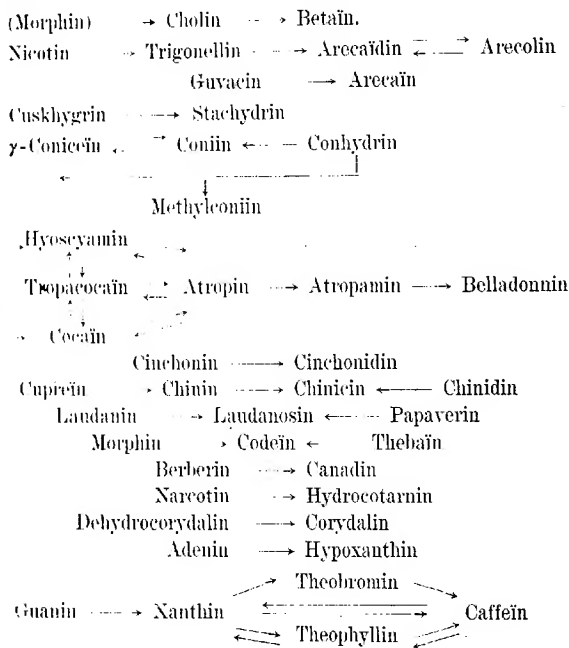 (Morphin) → Cholin → Betaïn.
Nicotin → Trigonellin → Arecaïdin ⇄ Arecolin
Guvacin → Arecaïn
Cuskhygrin → Stachydrin
γ-Coniceïn Coniin ← Conhydrin
Methylconiin
Hyoscyamin
Tropacocaïn Atropin → Atropamin → Belladonnin
Cocaïn
Cinchonin → Cinchonidin
Cupreïn → Chinin → Chinicin ← Chinidin
Laudanin → Laudanosin ← Papaverin
Morphin → Codeïn ← Thebaïn
Berberin → Canadin
Narcotin → Hydrocotarnin
Dehydrocorydalin → Corydalin
Adenin → Hypoxanthin
Theobromin
Guanin → Xanthin Caffeïn
Theophyllin